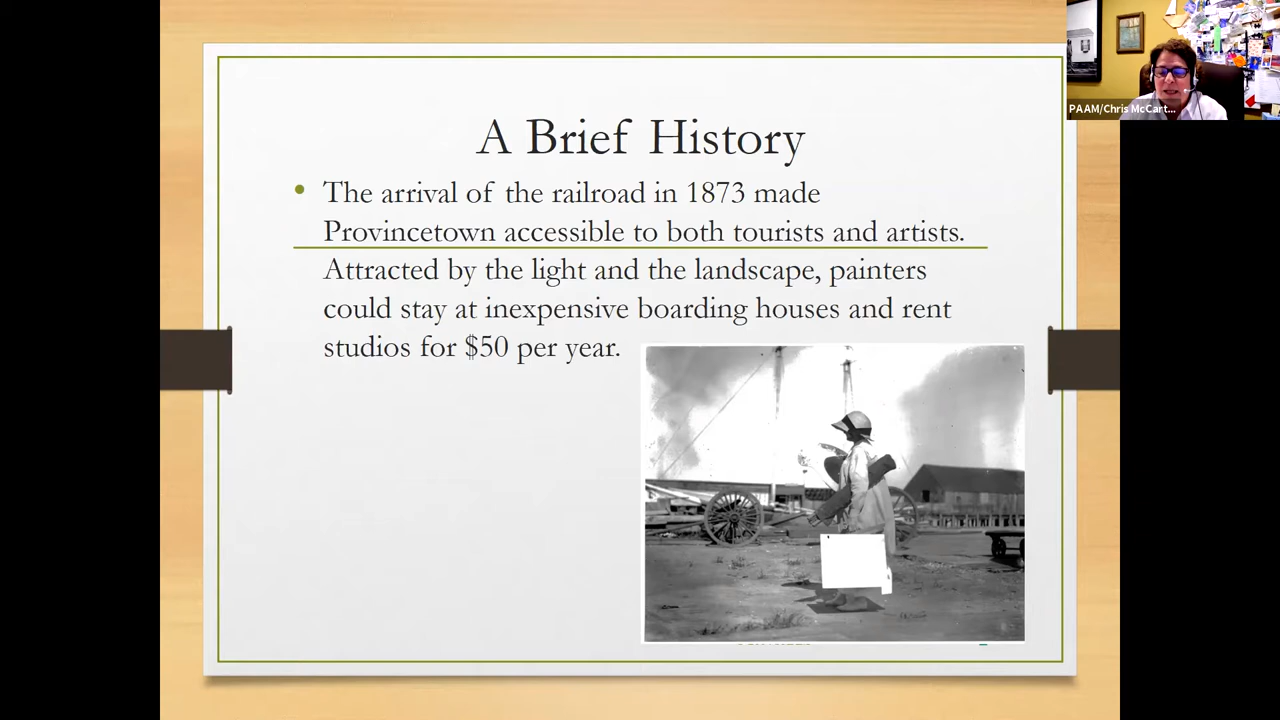 PAAM/Chris McCart...
A Brief History
• The arrival of the railroad in 1873 made
Provincetown accessible to both tourists and artists.
Attracted by the light and the landscape, painters
could stay at inexpensive boarding houses and rent
studios for $50 per year.